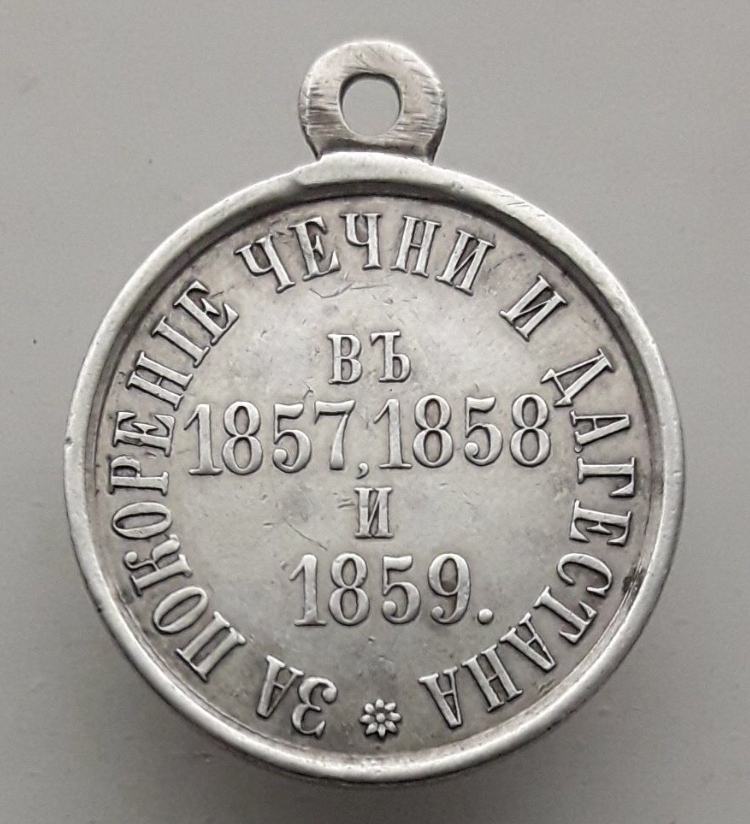 ЗА ПОКОРЕНІЕ ЧЕЧНИ И ДАГЕСТАНА
ВЪ
1857, 1858
И
1859.